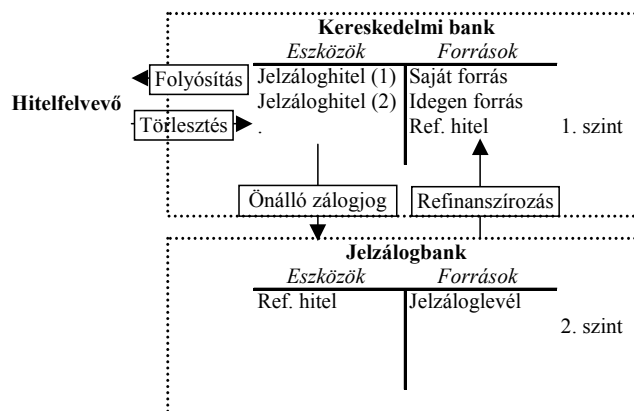 Kereskedelmi bank
Eszközök Források
Folyósítás Jelzáloghitel (1) Saját forrás
Hitelfelvevő Jelzáloghitel (2) Idegen forrás
Törlesztés . Ref. hitel 1. szint
Önálló zálogjog Refinanszírozás
Jelzálogbank
Eszközök Források
Ref. hitel Jelzáloglevél
2. szint